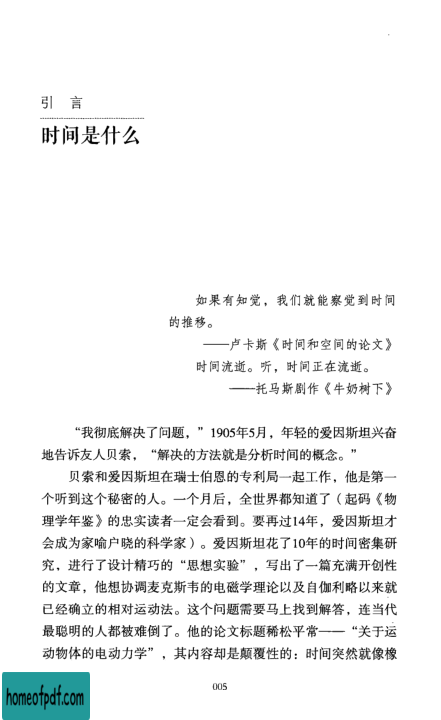 引 言
时间是什么
如果有知觉，我们就能察觉到时间
的推移。
——卢卡斯《时间和空间的论文》
时间流逝。听，时间正在流逝。
——托马斯剧作《牛奶树下》
“我彻底解决了问题，”1905年5月，年轻的爱因斯坦兴奋
地告诉友人贝索，“解决的方法就是分析时间的概念。”
贝索和爱因斯坦在瑞士伯恩的专利局一起工作，他是第一
个听到这个秘密的人。一个月后，全世界都知道了（起码《物
理学年鉴》的忠实读者一定会看到。要再过14年，爱因斯坦才
会成为家喻户晓的科学家）。爱因斯坦花了10年的时间密集研
究，进行了设计精巧的“思想实验”，写出了一篇充满开创性
的文章，他想协调麦克斯韦的电磁学理论以及自伽利略以来就
已经确立的相对运动法。这个问题需要马上找到解答，连当代
最聪明的人都被难倒了。他的论文标题稀松平常——“关于运
动物体的电动力学”，其内容却是颠覆性的：时间突然就像橡
005
homeofpdf.com